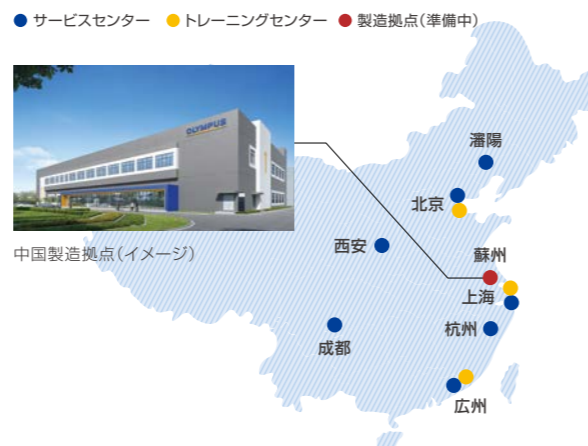 サービスセンター トレーニングセンター 製造拠点(準備中)
OLYMPUS
中国製造拠点(イメージ)
瀋陽
北京
西安
蘇州
上海
杭州
成都
広州